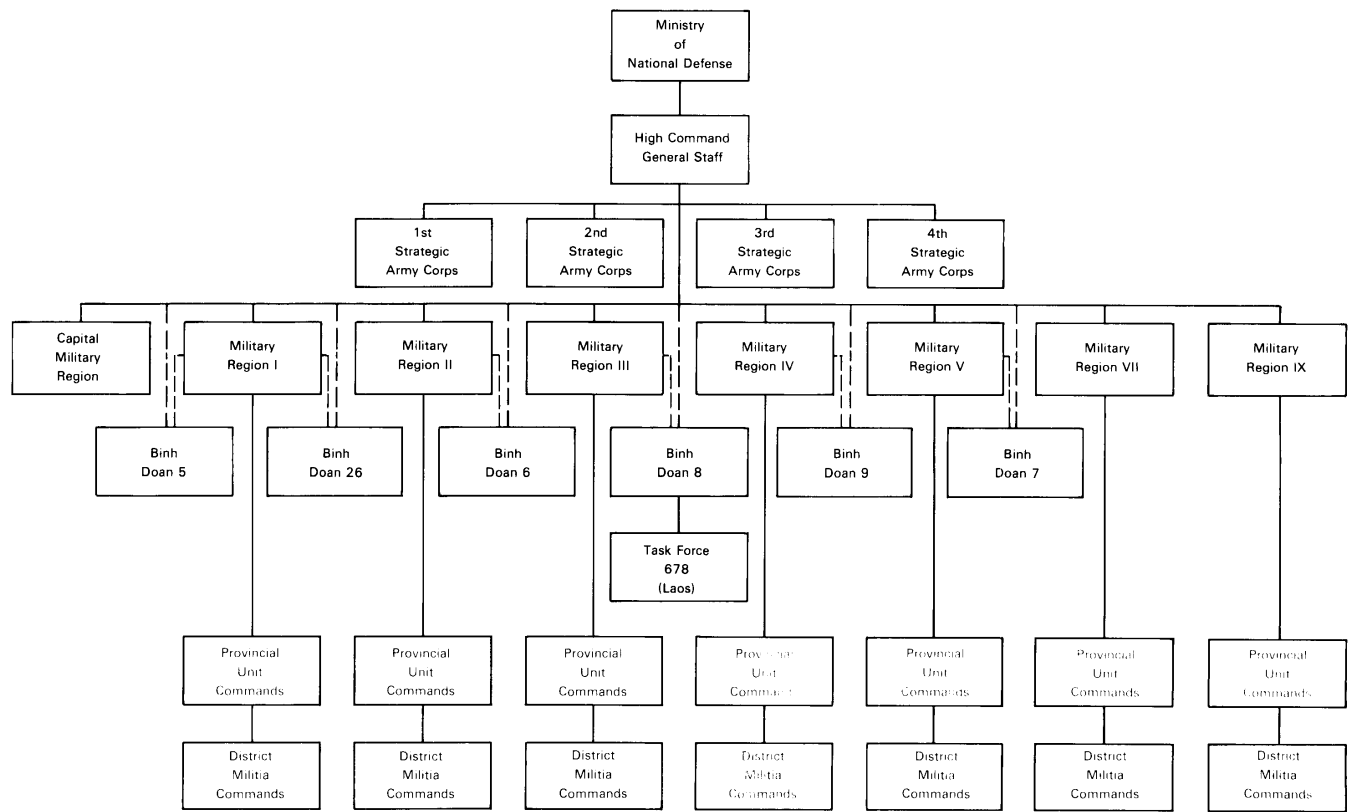 Ministry
of
National Defense
High Command
General Staff
1st
Strategic
Army Corps
2nd
Strategic
Army Corps
3rd
Strategic
Army Corps
4th
Strategic
Army Corps
Capital
Military
Region
Military
Region I
Military
Region II
Military
Region III
Military
Region IV
Military
Region V
Military
Region VII
Military
Region IX
Binh
Doan 5
Binh
Doan 26
Binh
Doan 6
Binh
Doan 8
Binh
Doan 9
Binh
Doan 7
Task Force
678
(Laos)
Provincial
Unit
Commands
Provincial
Unit
Commands
Provincial
Unit
Commands
Provincial
Unit
Commands
Provincial
Unit
Commands
Provincial
Unit
Commands
Provincial
Unit
Commands
District
Militia
Commands
District
Militia
Commands
District
Militia
Commands
District
Militia
Commands
District
Militia
Commands
District
Militia
Commands
District
Militia
Commands